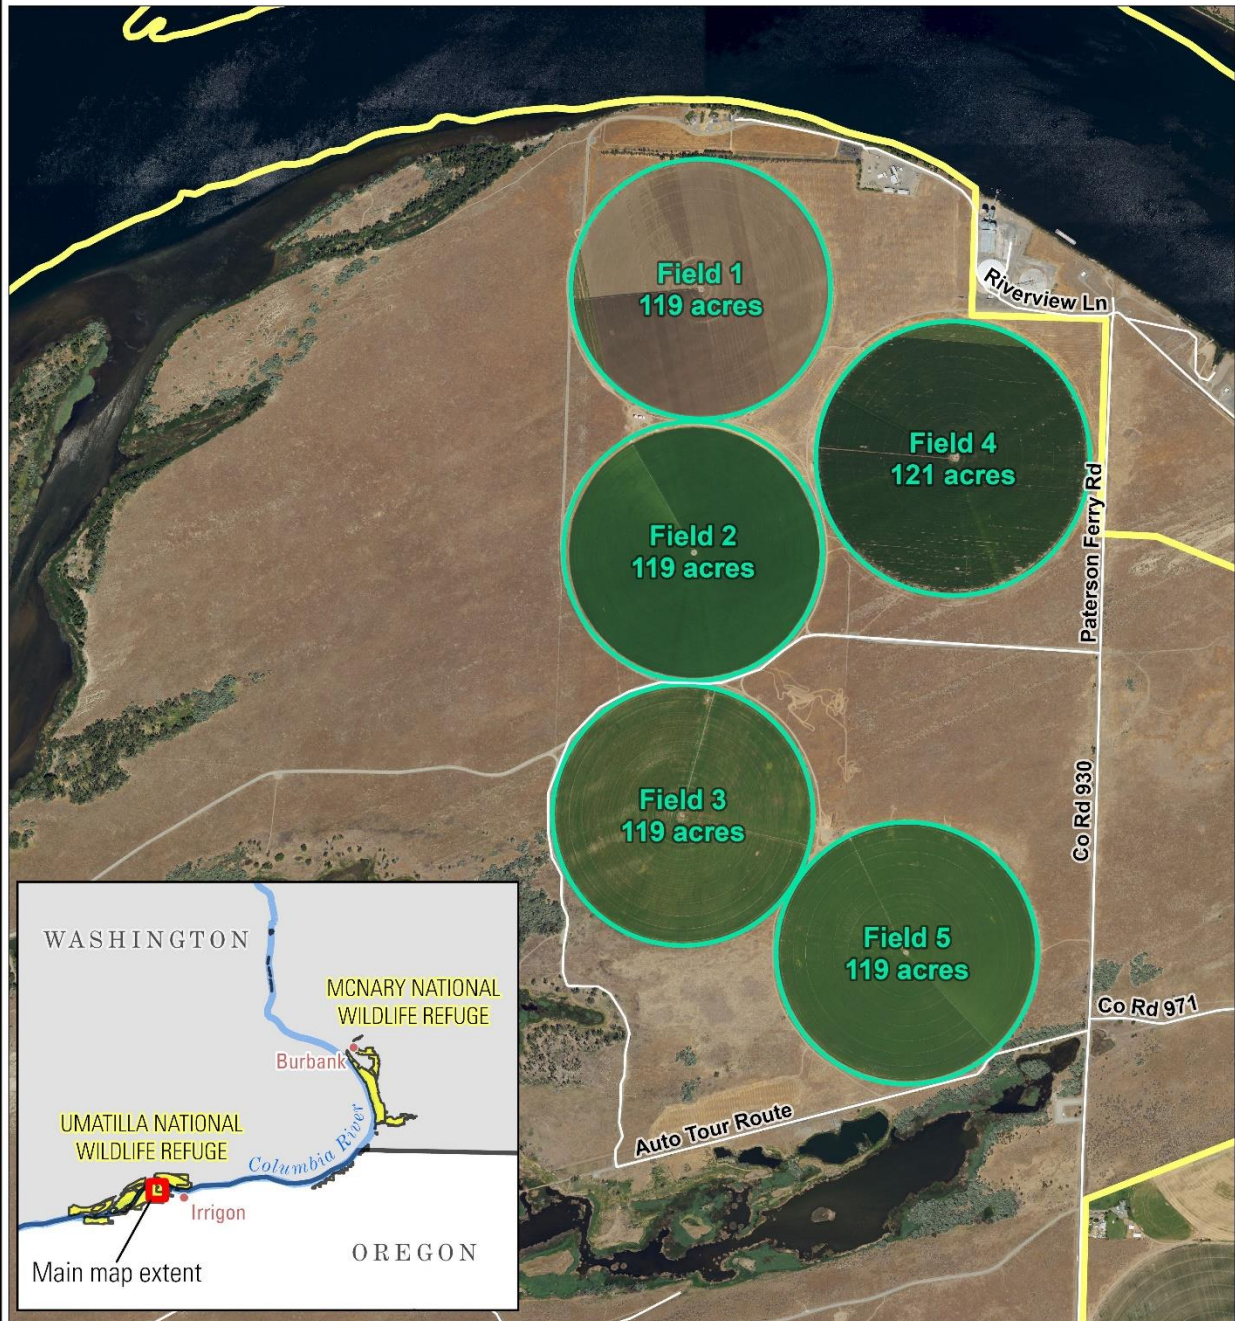 Field 1
119 acres
Riverview Ln
Field 4
121 acres
Field 2
119 acres
Paterson Ferry Rd
Field 3
119 acres
Co Rd 930
Field 5
119 acres
Co Rd 971
Auto Tour Route
WASHINGTON
MCNARY NATIONAL
WILDLIFE REFUGE
Burbank
UMATILLA NATIONAL
WILDLIFE REFUGE
Columbia River
Irrigon
OREGON
Main map extent